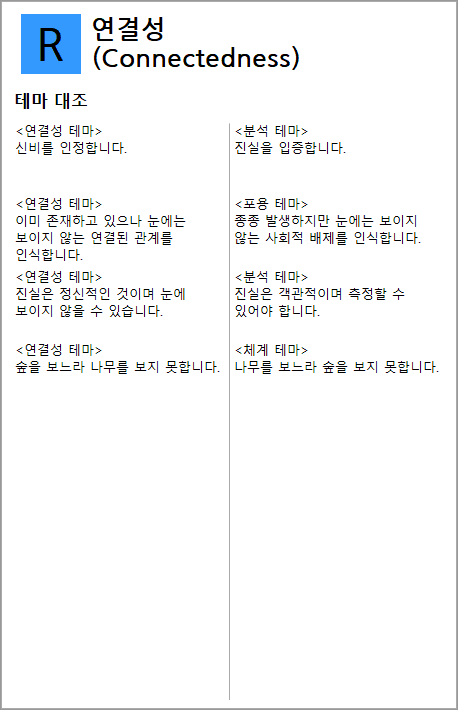 R
연결성
(Connectedness)
테마 대조
<연결성 테마>
신비를 인정합니다.
<분석 테마>
진실을 입증합니다.
<연결성 테마>
이미 존재하고 있으나 눈에는
보이지 않는 연결된 관계를
인식합니다.
<포용 테마>
종종 발생하지만 눈에는 보이지
않는 사회적 배제를 인식합니다.
<연결성 테마>
진실은 정신적인 것이며 눈에
보이지 않을 수 있습니다.
<분석 테마>
진실은 객관적이며 측정할 수
있어야 합니다.
<연결성 테마>
숲을 보느라 나무를 보지 못합니다.
<체계 테마>
나무를 보느라 숲을 보지 못합니다.